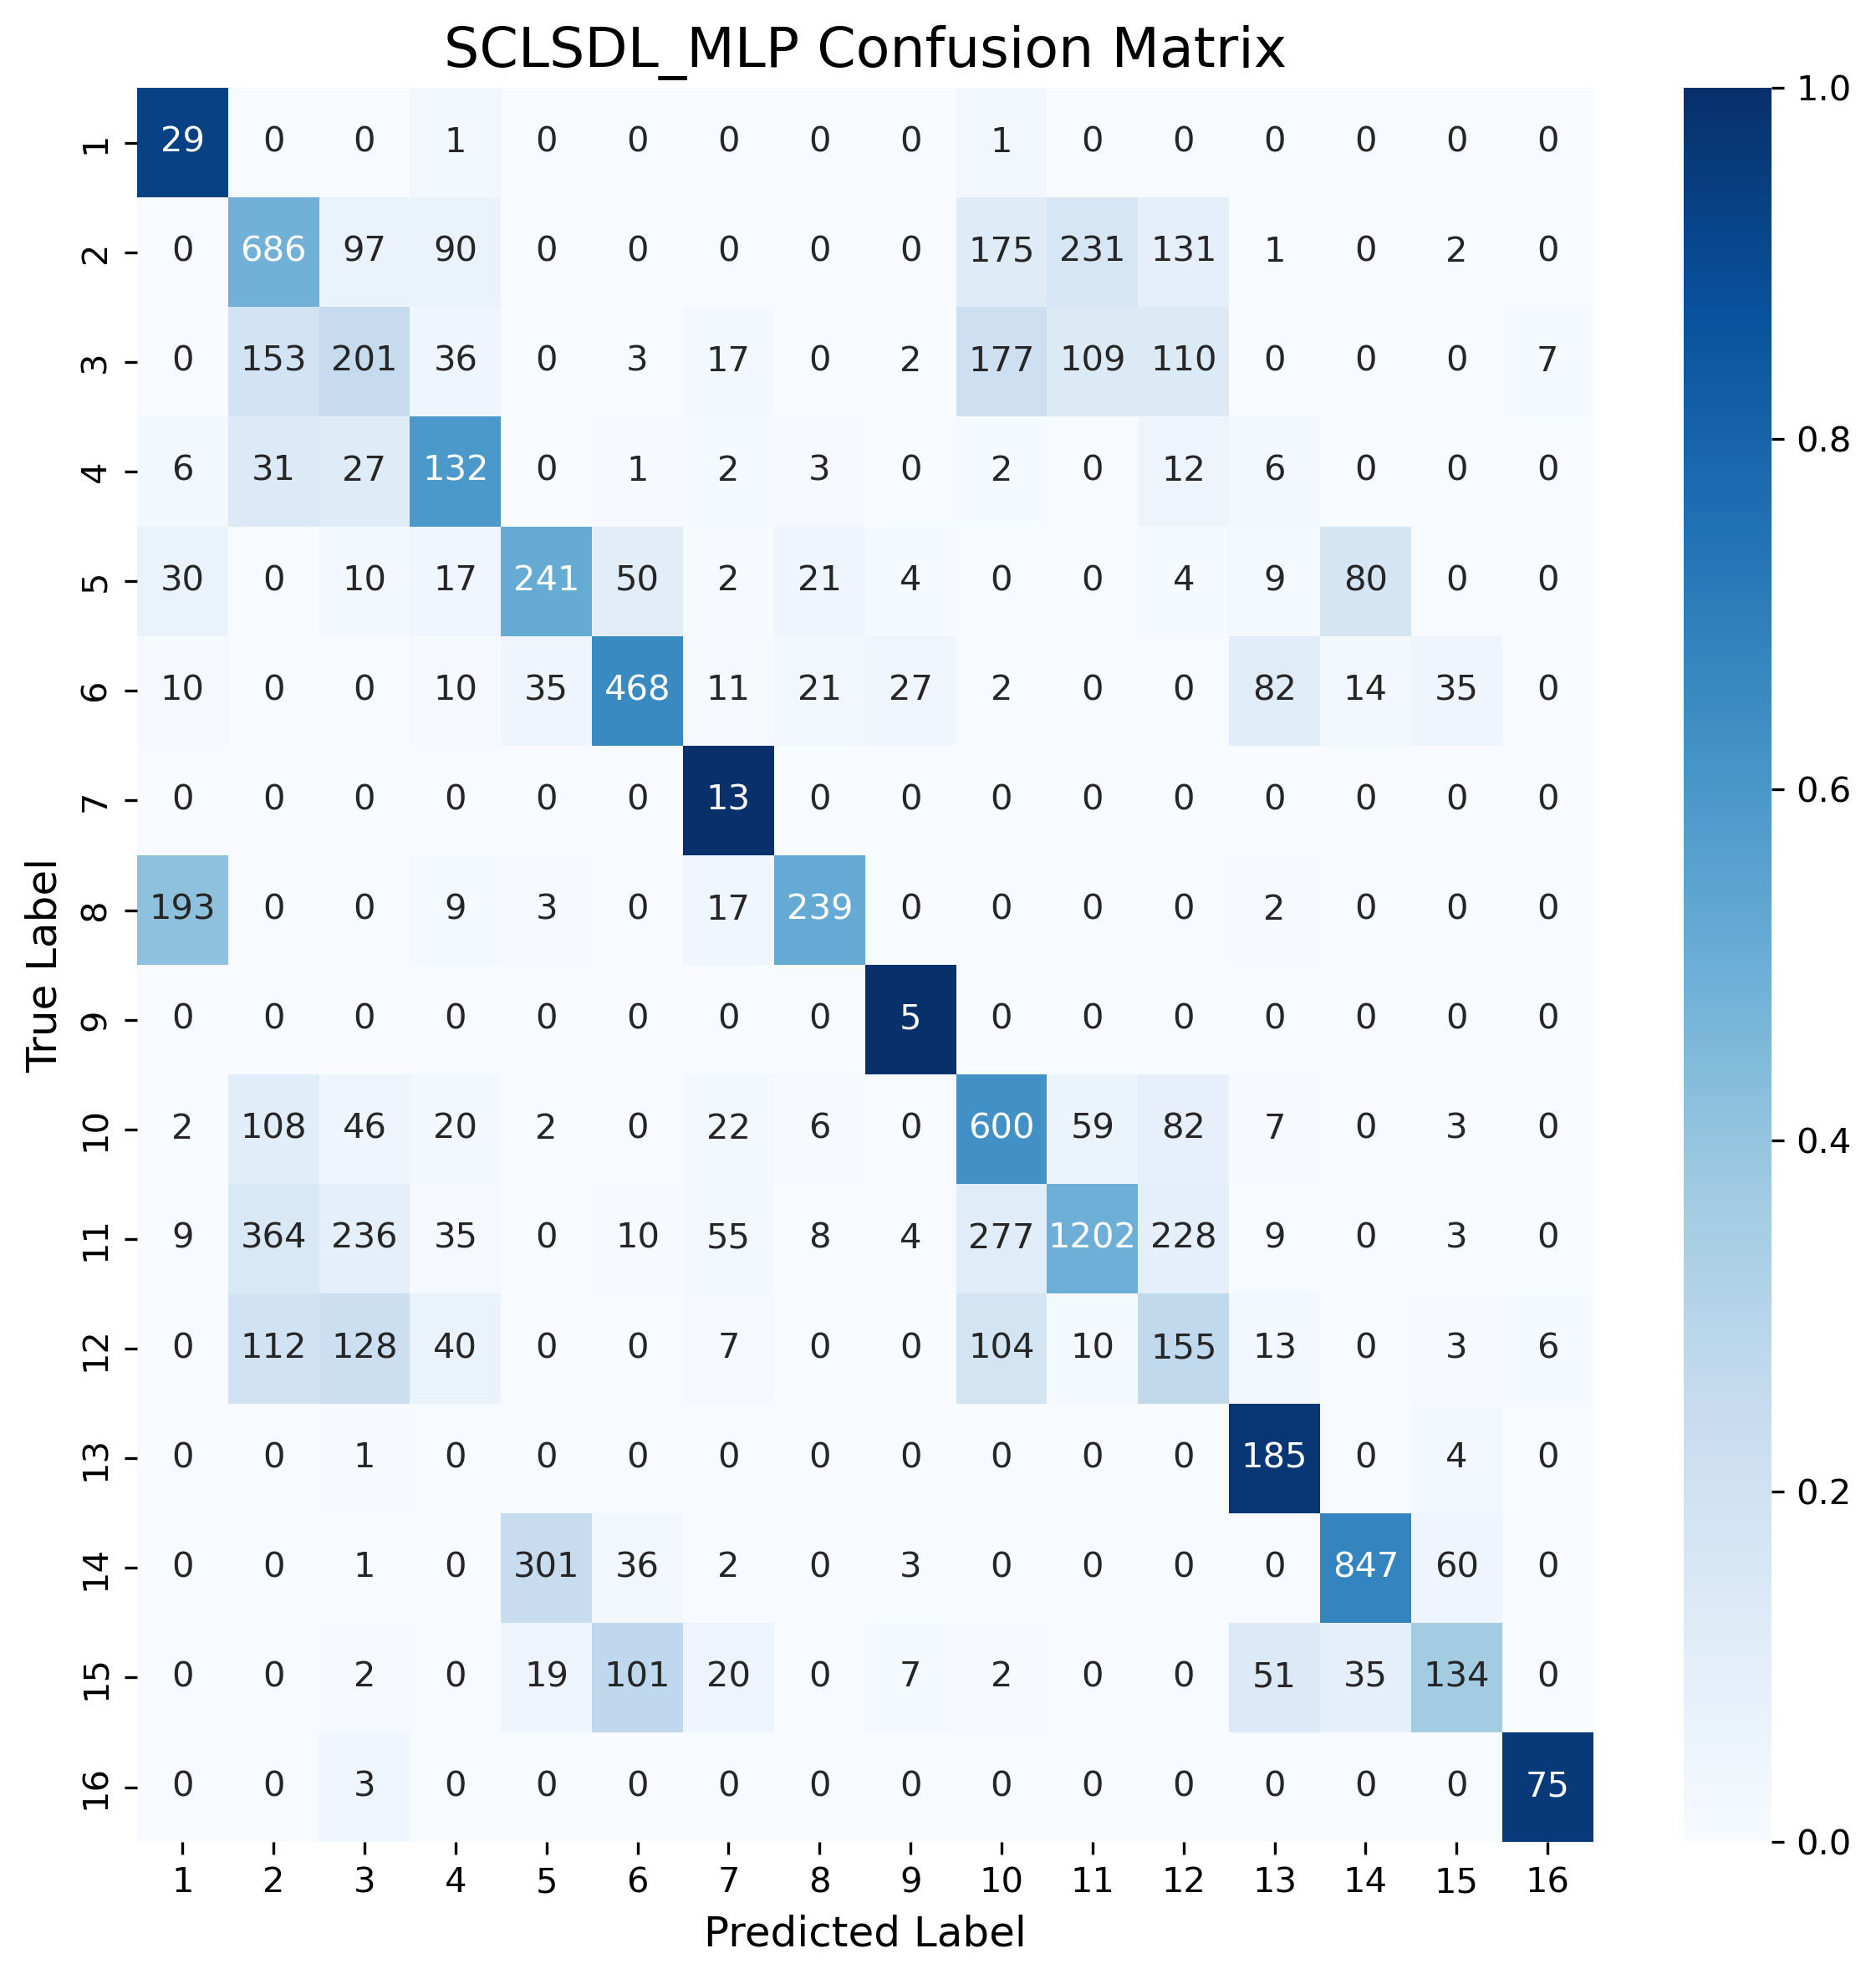 SCLSDL_MLP Confusion Matrix
1 29 0 0 1 0 0 0 0 0 1 0 0 0 0 0 0
2 0 686 97 90 0 0 0 0 0 175 231 131 1 0 2 0
3 0 153 201 36 0 3 17 0 2 177 109 110 0 0 0 7
4 6 31 27 132 0 1 2 3 0 2 0 12 6 0 0 0
5 30 0 10 17 241 50 2 21 4 0 0 4 9 80 0 0
6 10 0 0 10 35 468 11 21 27 2 0 0 82 14 35 0
7 0 0 0 0 0 0 13 0 0 0 0 0 0 0 0 0
8 193 0 0 9 3 0 17 239 0 0 0 0 2 0 0 0
9 0 0 0 0 0 0 0 0 5 0 0 0 0 0 0 0
10 2 108 46 20 2 0 22 6 0 600 59 82 7 0 3 0
11 9 364 236 35 0 10 55 8 4 277 1202 228 9 0 3 0
12 0 112 128 40 0 0 7 0 0 104 10 155 13 0 3 6
13 0 0 1 0 0 0 0 0 0 0 0 0 185 0 4 0
14 0 0 1 0 301 36 2 0 3 0 0 0 0 847 60 0
15 0 0 2 0 19 101 20 0 7 2 0 0 51 35 134 0
16 0 0 3 0 0 0 0 0 0 0 0 0 0 0 0 75
1 2 3 4 5 6 7 8 9 10 11 12 13 14 15 16
Predicted Label
True Label
1.0
0.8
0.6
0.4
0.2
0.0